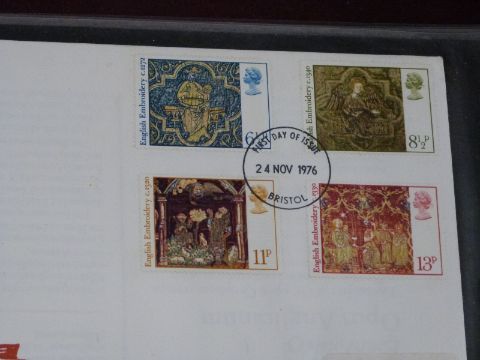 English Embroidery c.1272
6½P
English Embroidery c.1340
8½P
FIRST DAY OF ISSUE
24 NOV 1976
BRISTOL
English Embroidery c.1320
11P
English Embroidery c.1330
13P